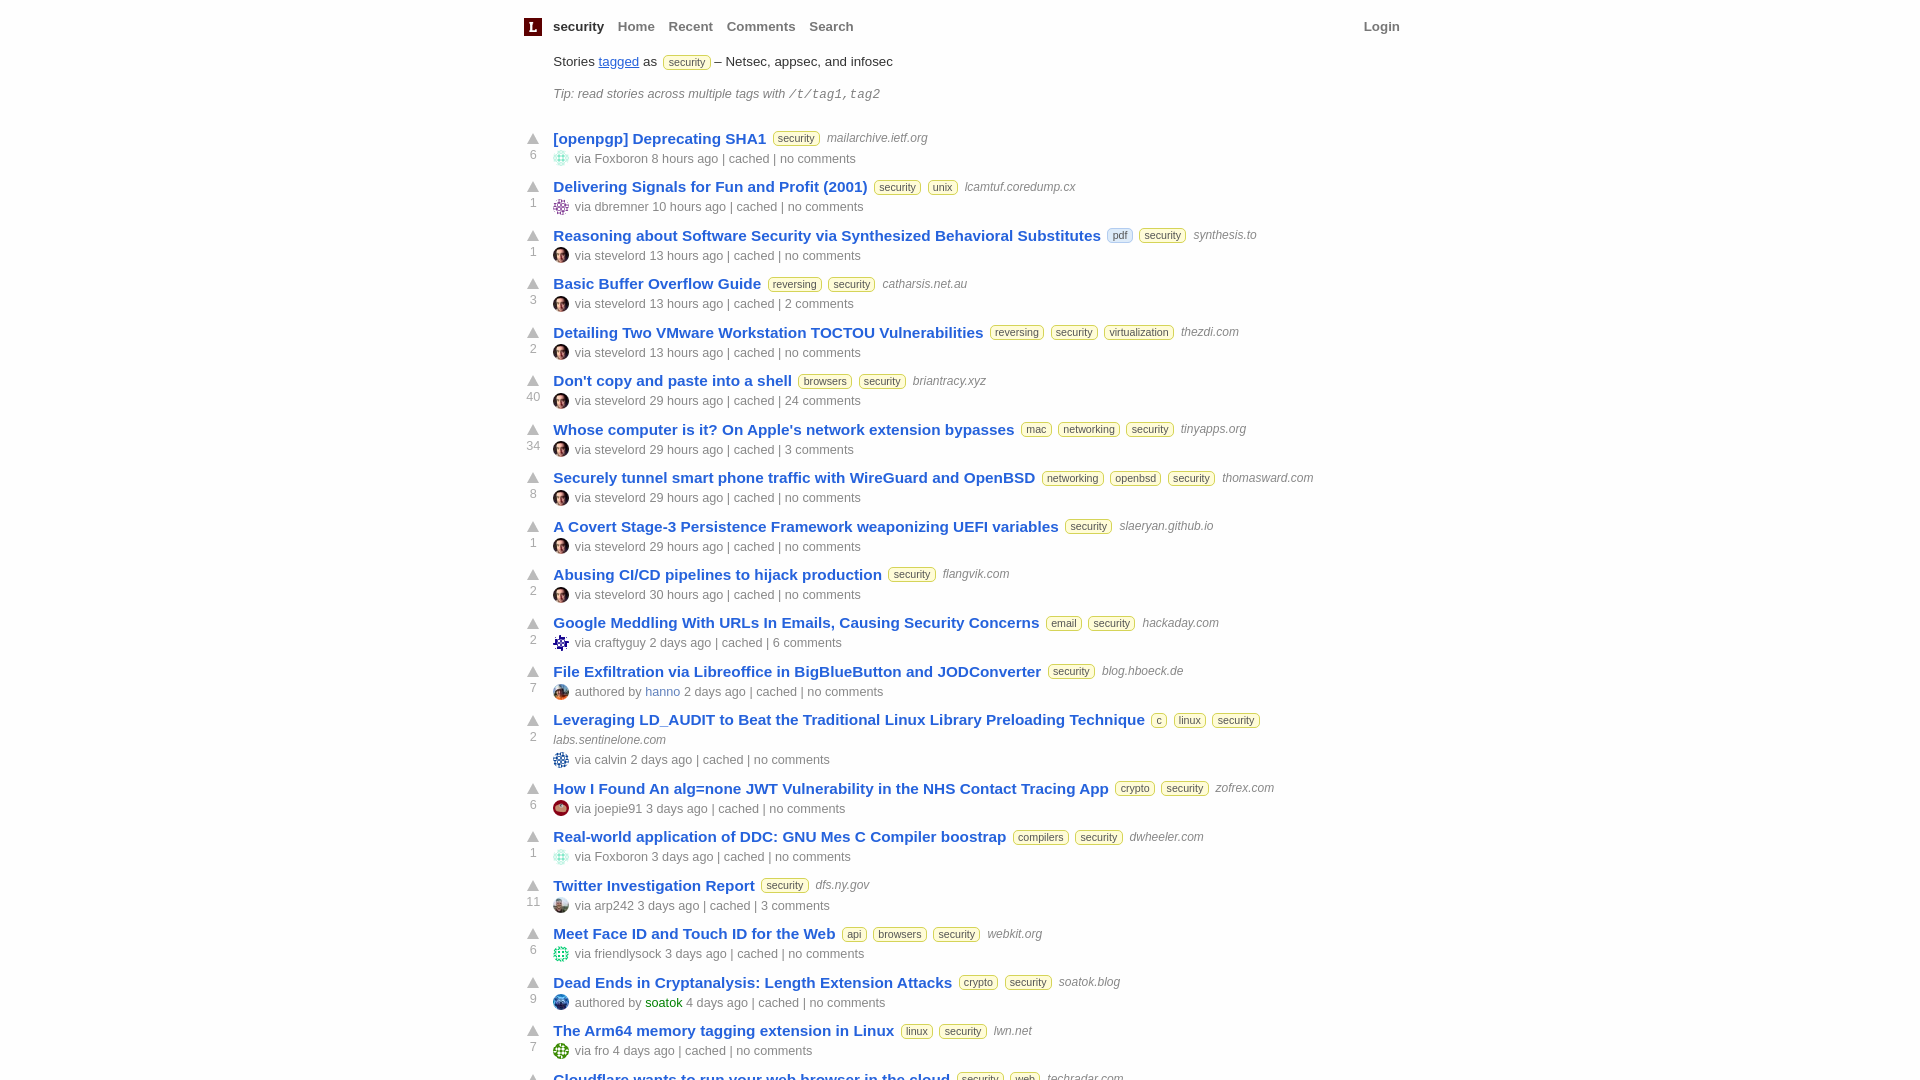 L security Home Recent Comments Search Login
Stories tagged as security – Netsec, appsec, and infosec
Tip: read stories across multiple tags with /t/tag1,tag2
[openpgp] Deprecating SHA1 security mailarchive.ietf.org
6 via Foxboron 8 hours ago | cached | no comments
Delivering Signals for Fun and Profit (2001) security unix lcamtuf.coredump.cx
1 via dbremner 10 hours ago | cached | no comments
Reasoning about Software Security via Synthesized Behavioral Substitutes pdf security synthesis.to
1 via stevelord 13 hours ago | cached | no comments
Basic Buffer Overflow Guide reversing security catharsis.net.au
3 via stevelord 13 hours ago | cached | 2 comments
Detailing Two VMware Workstation TOCTOU Vulnerabilities reversing security virtualization thezdi.com
2 via stevelord 13 hours ago | cached | no comments
Don't copy and paste into a shell browsers security briantracy.xyz
40 via stevelord 29 hours ago | cached | 24 comments
Whose computer is it? On Apple's network extension bypasses mac networking security tinyapps.org
34 via stevelord 29 hours ago | cached | 3 comments
Securely tunnel smart phone traffic with WireGuard and OpenBSD networking openbsd security thomasward.com
8 via stevelord 29 hours ago | cached | no comments
A Covert Stage-3 Persistence Framework weaponizing UEFI variables security slaeryan.github.io
1 via stevelord 29 hours ago | cached | no comments
Abusing CI/CD pipelines to hijack production security flangvik.com
2 via stevelord 30 hours ago | cached | no comments
Google Meddling With URLs In Emails, Causing Security Concerns email security hackaday.com
2 via craftyguy 2 days ago | cached | 6 comments
File Exfiltration via Libreoffice in BigBlueButton and JODConverter security blog.hboeck.de
7 authored by hanno 2 days ago | cached | no comments
Leveraging LD_AUDIT to Beat the Traditional Linux Library Preloading Technique c linux security
2 labs.sentinelone.com
via calvin 2 days ago | cached | no comments
How I Found An alg=none JWT Vulnerability in the NHS Contact Tracing App crypto security zofrex.com
6 via joepie91 3 days ago | cached | no comments
Real-world application of DDC: GNU Mes C Compiler boostrap compilers security dwheeler.com
1 via Foxboron 3 days ago | cached | no comments
Twitter Investigation Report security dfs.ny.gov
11 via arp242 3 days ago | cached | 3 comments
Meet Face ID and Touch ID for the Web api browsers security webkit.org
6 via friendlysock 3 days ago | cached | no comments
Dead Ends in Cryptanalysis: Length Extension Attacks crypto security soatok.blog
9 authored by soatok 4 days ago | cached | no comments
The Arm64 memory tagging extension in Linux linux security lwn.net
7 via fro 4 days ago | cached | no comments
Cloudflare wants to run your web browser in the cloud security web techradar.com